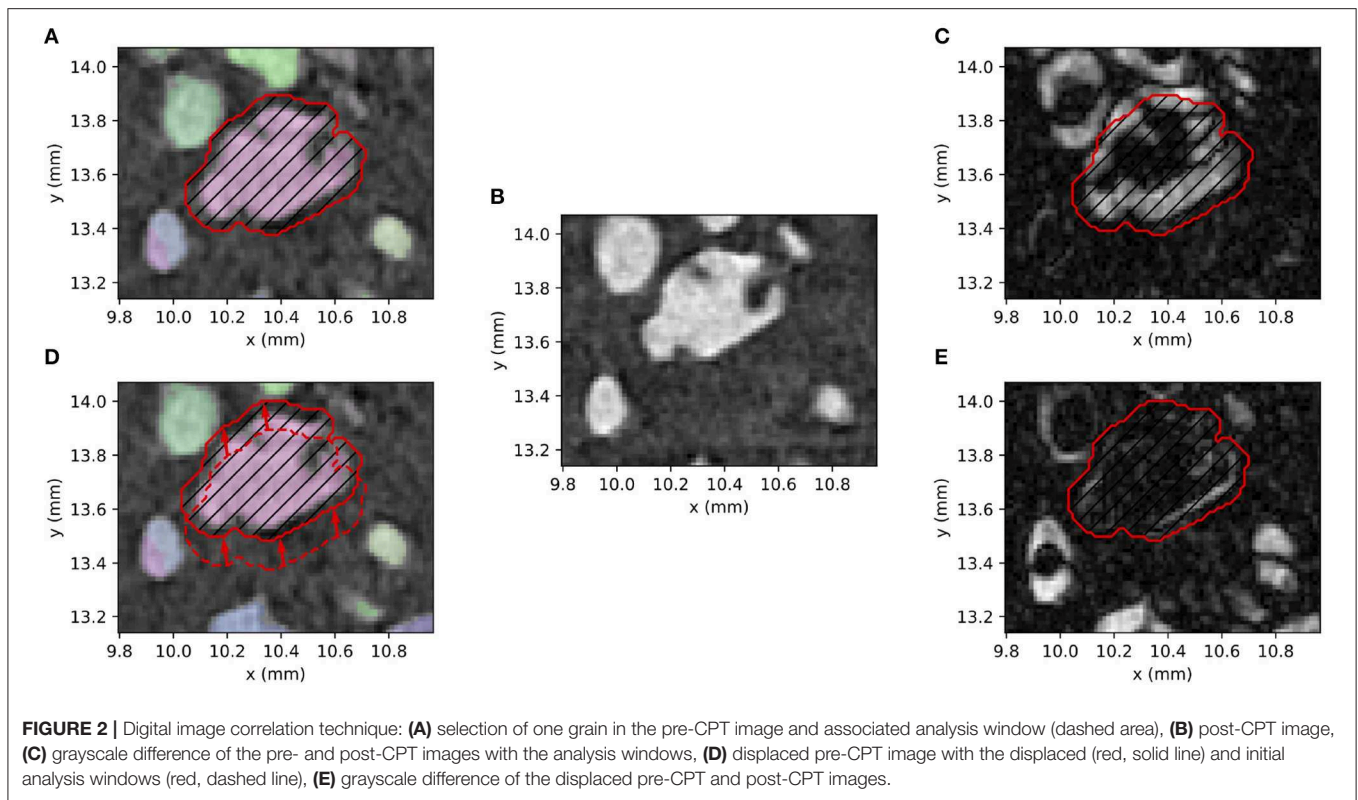 A
14.0
13.8
13.6
13.4
13.2
y (mm)
9.8 10.0 10.2 10.4 10.6 10.8
x (mm)
B
14.0
13.8
13.6
13.4
13.2
y (mm)
9.8 10.0 10.2 10.4 10.6 10.8
x (mm)
C
14.0
13.8
13.6
13.4
13.2
y (mm)
9.8 10.0 10.2 10.4 10.6 10.8
x (mm)
D
14.0
13.8
13.6
13.4
13.2
y (mm)
9.8 10.0 10.2 10.4 10.6 10.8
x (mm)
E
14.0
13.8
13.6
13.4
13.2
y (mm)
9.8 10.0 10.2 10.4 10.6 10.8
x (mm)
FIGURE 2 | Digital image correlation technique: (A) selection of one grain in the pre-CPT image and associated analysis window (dashed area), (B) post-CPT image,
(C) grayscale difference of the pre- and post-CPT images with the analysis windows, (D) displaced pre-CPT image with the displaced (red, solid line) and initial
analysis windows (red, dashed line), (E) grayscale difference of the displaced pre-CPT and post-CPT images.